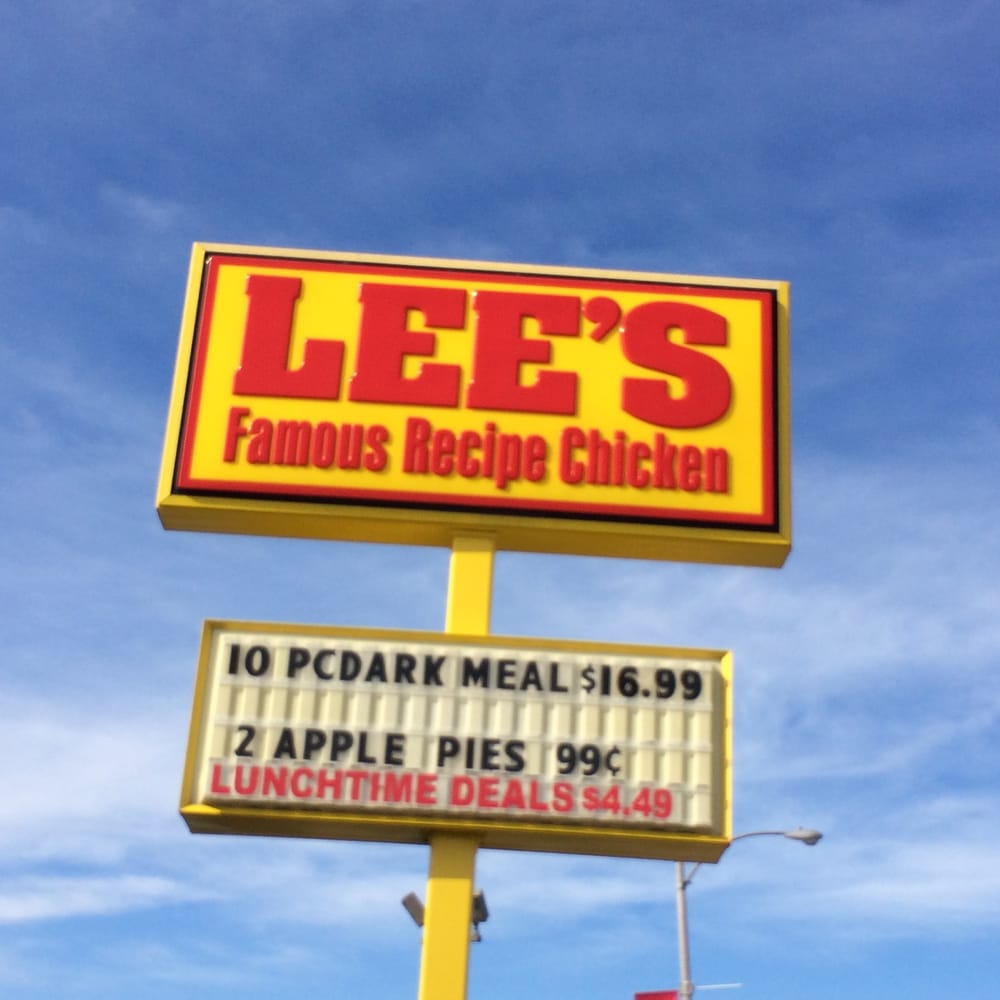 LEE'S
Famous Recipe Chicken
10 PCDARK MEAL $16.99
2 APPLE PIES 99¢
LUNCHTIME DEALS $4.49